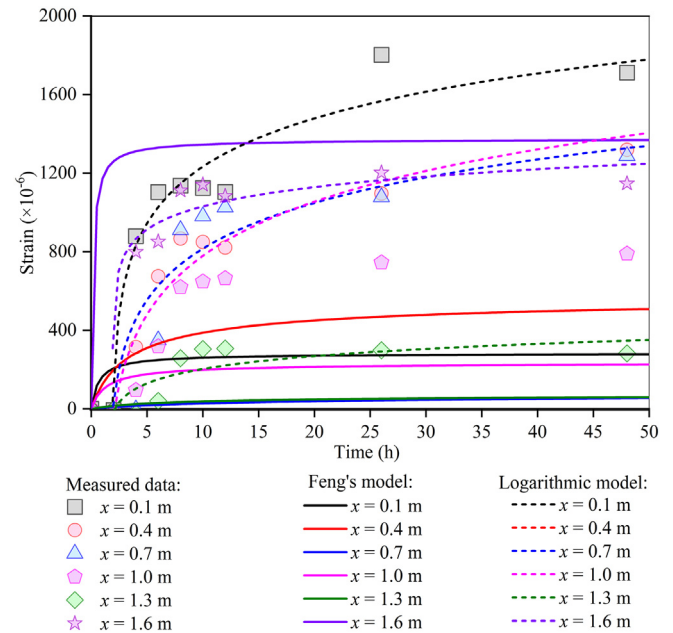 2000
1600
1200
800
400
0
Strain (×10⁻⁶)
0 5 10 15 20 25 30 35 40 45 50
Time (h)
Measured data: Feng's model: Logarithmic model:
x = 0.1 m x = 0.1 m x = 0.1 m
x = 0.4 m x = 0.4 m x = 0.4 m
x = 0.7 m x = 0.7 m x = 0.7 m
x = 1.0 m x = 1.0 m x = 1.0 m
x = 1.3 m x = 1.3 m x = 1.3 m
x = 1.6 m x = 1.6 m x = 1.6 m